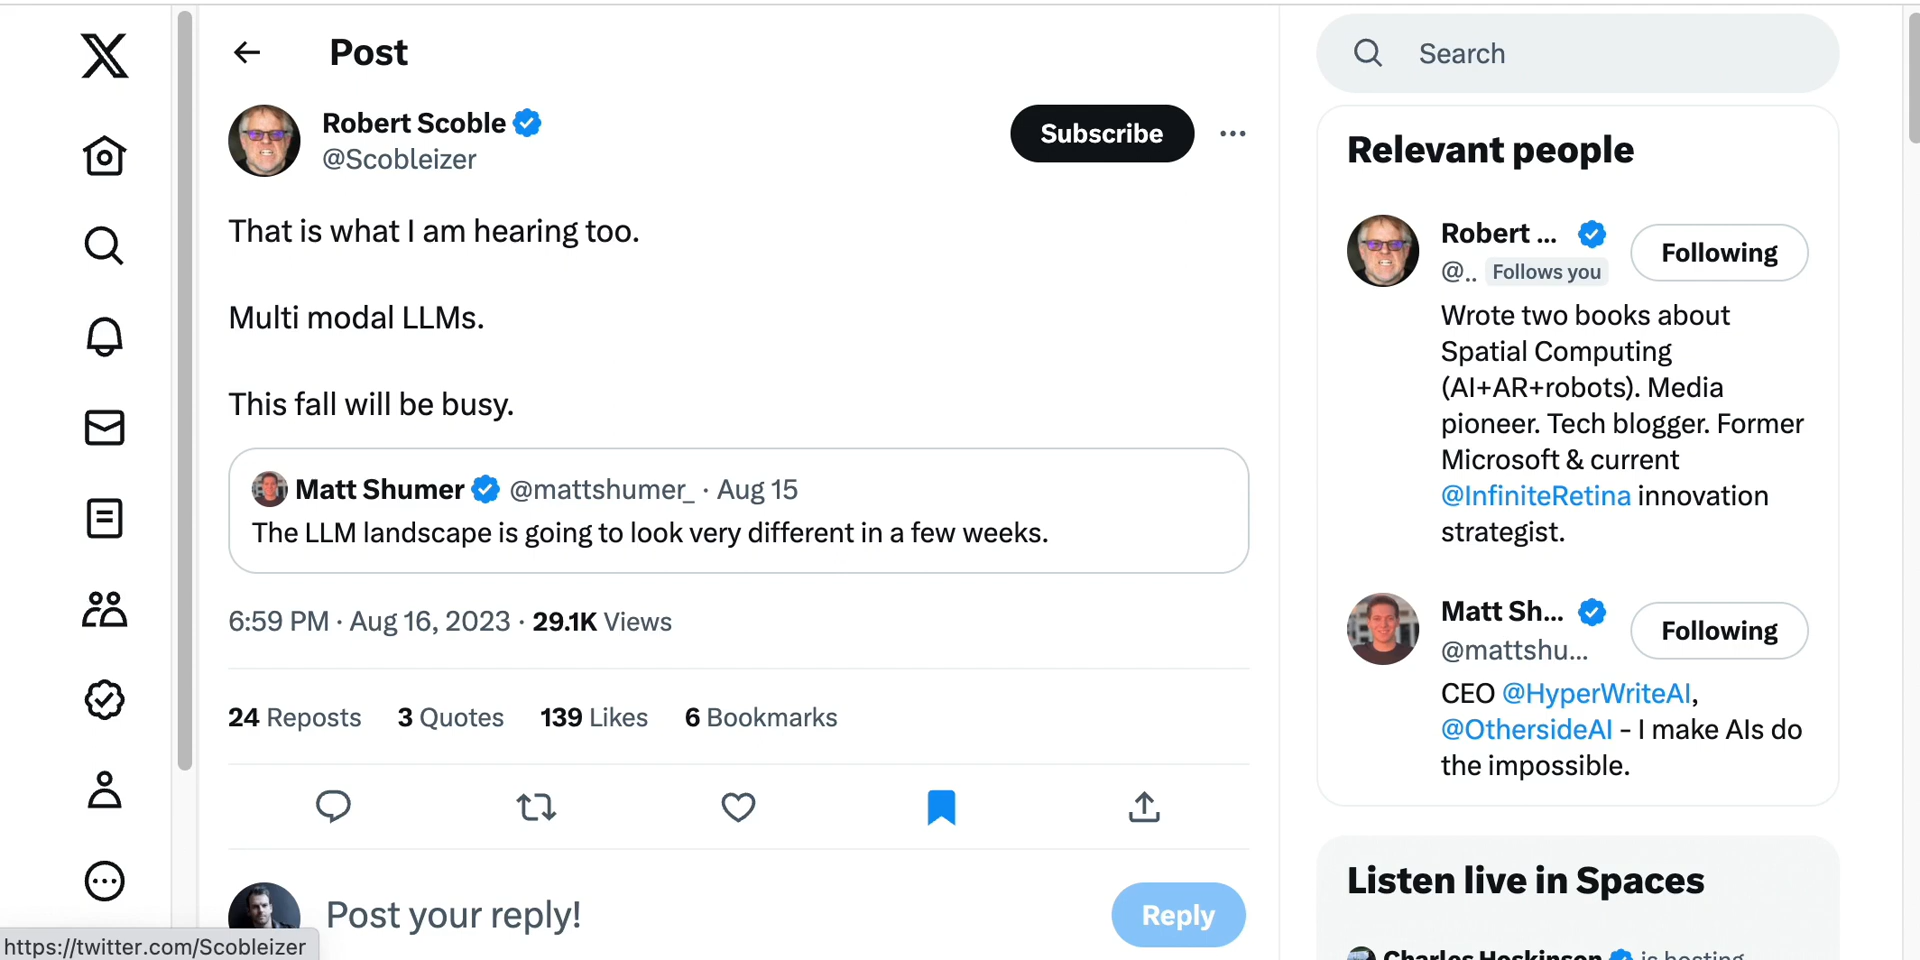 Post
Search
Robert Scoble
@Scobleizer
Subscribe
That is what I am hearing too.
Multi modal LLMs.
This fall will be busy.
Matt Shumer @mattshumer_ · Aug 15
The LLM landscape is going to look very different in a few weeks.
6:59 PM · Aug 16, 2023 · 29.1K Views
24 Reposts 3 Quotes 139 Likes 6 Bookmarks
Post your reply!
Reply
https://twitter.com/Scobleizer
Relevant people
Robert ...
@.. Follows you
Following
Wrote two books about
Spatial Computing
(AI+AR+robots). Media
pioneer. Tech blogger. Former
Microsoft & current
@InfiniteRetina innovation
strategist.
Matt Sh...
@mattshu...
Following
CEO @HyperWriteAI,
@OthersideAI - I make AIs do
the impossible.
Listen live in Spaces
Charles Hoskinson is hosting